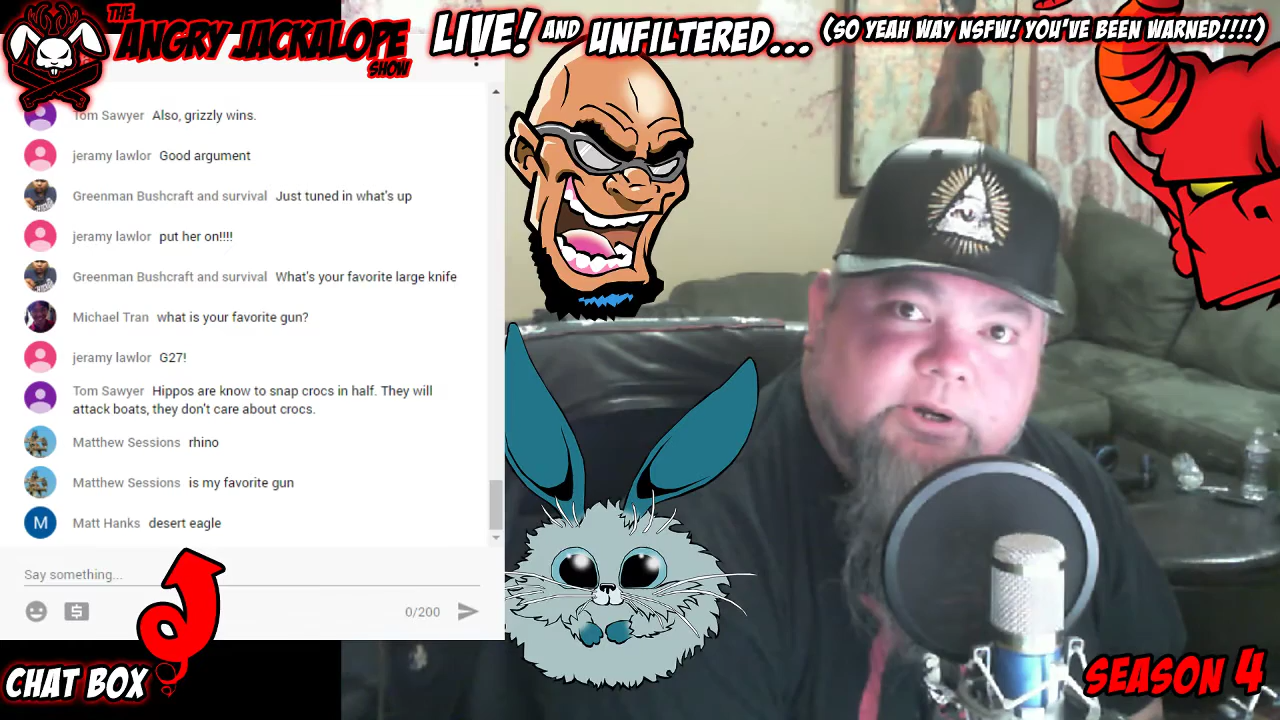 THE
ANGRY JACKALOPE
SHOW
LIVE! AND UNFILTERED... (SO YEAH WAY NSFW! YOU'VE BEEN WARNED!!!!)
Tom Sawyer Also, grizzly wins.
jeramy lawlor Good argument
Greenman Bushcraft and survival Just tuned in what's up
jeramy lawlor put her on!!!!
Greenman Bushcraft and survival What's your favorite large knife
Michael Tran what is your favorite gun?
jeramy lawlor G27!
Tom Sawyer Hippos are know to snap crocs in half. They will
attack boats, they don't care about crocs.
Matthew Sessions rhino
Matthew Sessions is my favorite gun
M Matt Hanks desert eagle
Say something...
0/200
CHAT BOX
SEASON 4